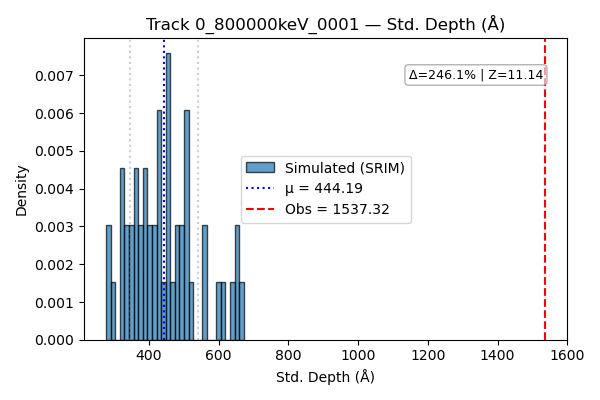 Track 0_800000keV_0001 — Std. Depth (Å)
Δ=246.1% | Z=11.14
Simulated (SRIM)
μ = 444.19
Obs = 1537.32
Density
0.007
0.006
0.005
0.004
0.003
0.002
0.001
0.000
400 600 800 1000 1200 1400 1600
Std. Depth (Å)